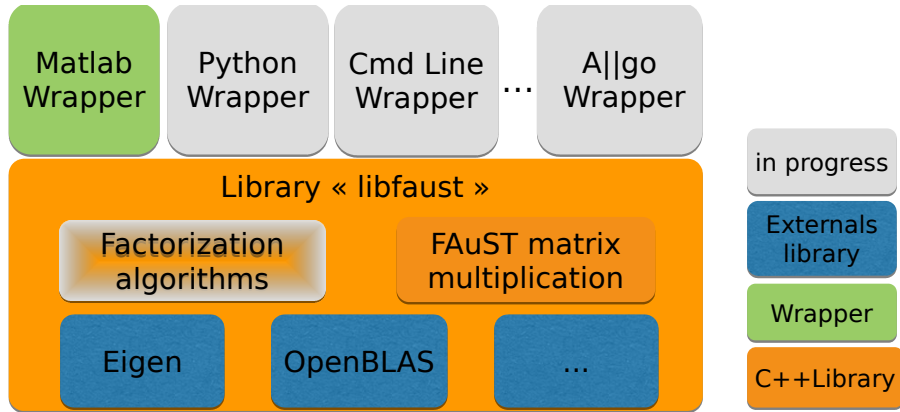 Matlab
Wrapper
Python
Wrapper
Cmd Line
Wrapper
...
A||go
Wrapper
Library « libfaust »
Factorization
algorithms
FAuST matrix
multiplication
Eigen
OpenBLAS
...
in progress
Externals
library
Wrapper
C++Library